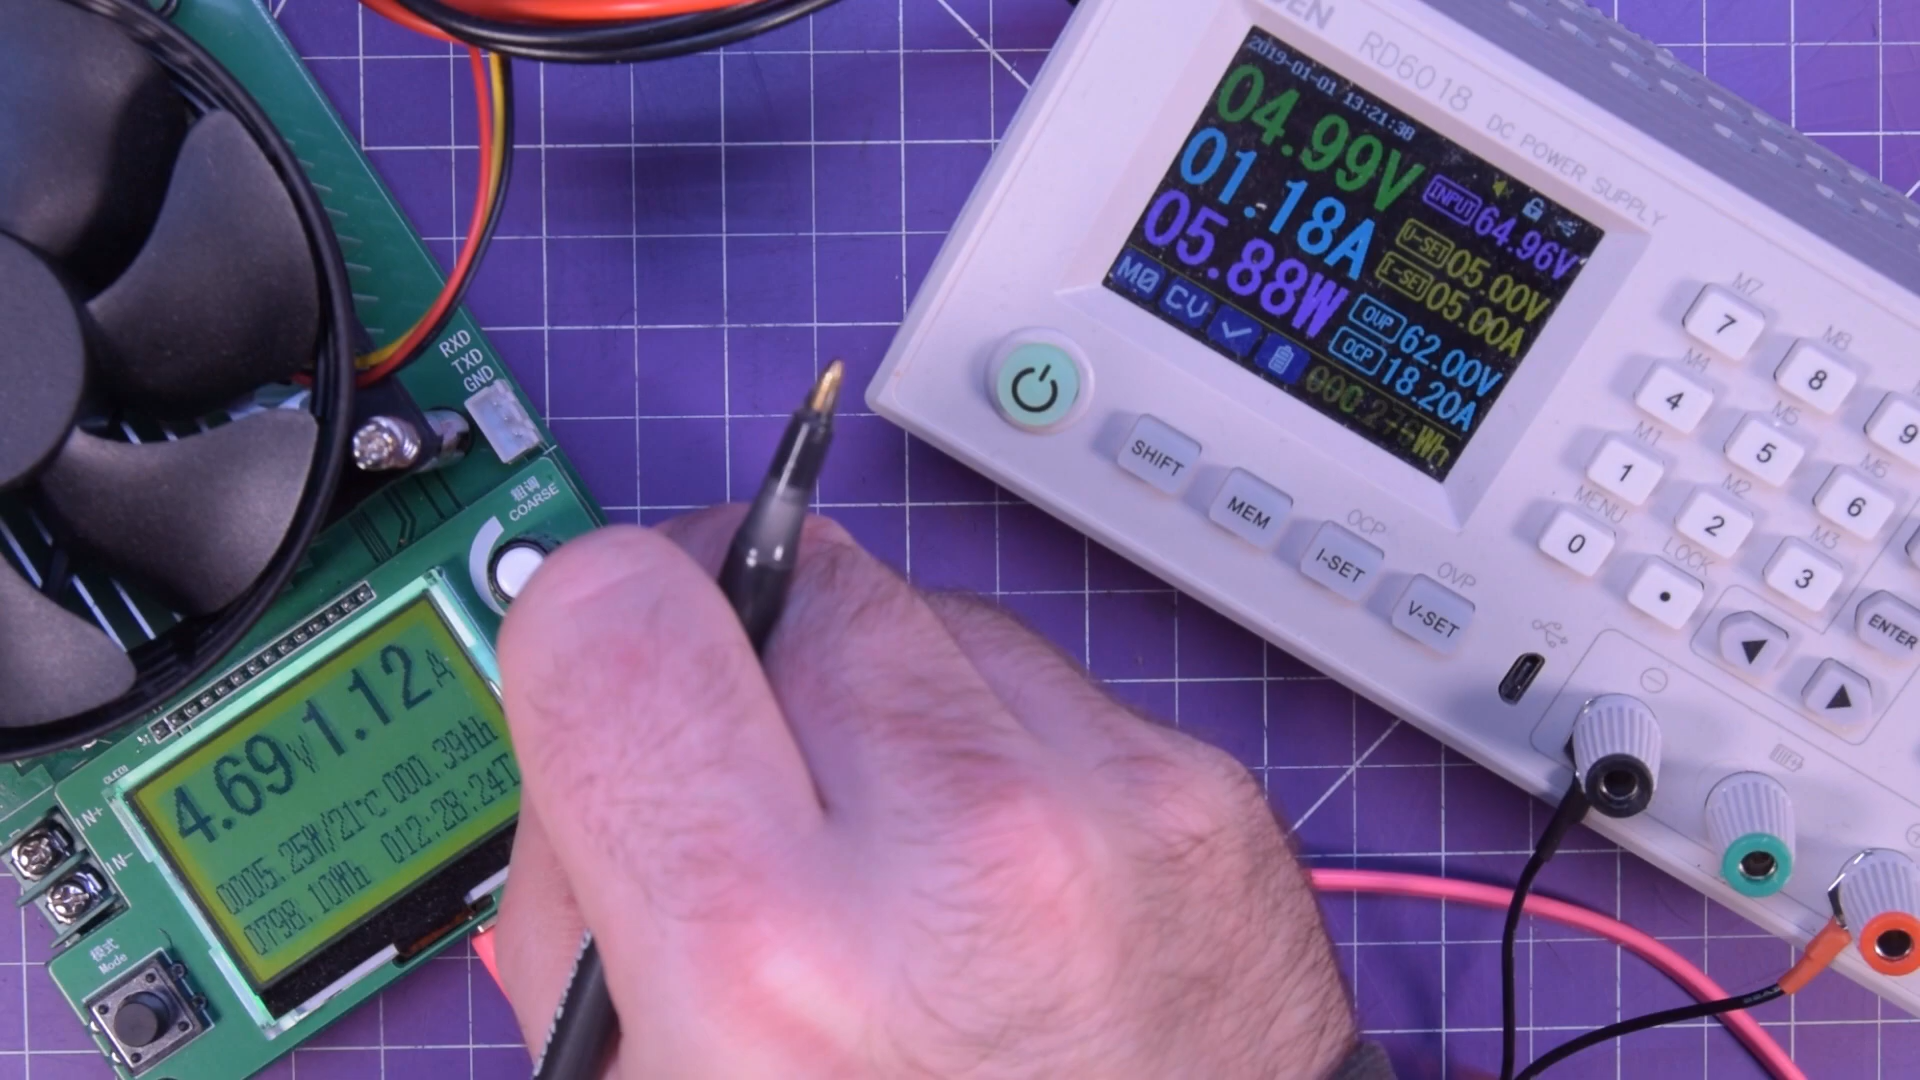 RXD
TXD
GND
粗调
COARSE
4.69V 1.12A
0005.25W/21°C 000.39Ah
0798.10Wh 012:28:24T
IN+
IN-
模式
Mode
RD6018 DC POWER SUPPLY
2019-01-01 13:21:38
04.99V
01.18A
05.88W
INPUT 64.96V
U-SET 05.00V
I-SET 05.00A
OVP 62.00V
OCP 18.20A
M0 CV
Wh
SHIFT
MEM
OCP
I-SET
OVP
V-SET
M7
7
M8
8
9
M4
4
M5
5
M6
6
M1
1
M2
2
M3
3
MENU
0
LOCK
.
ENTER